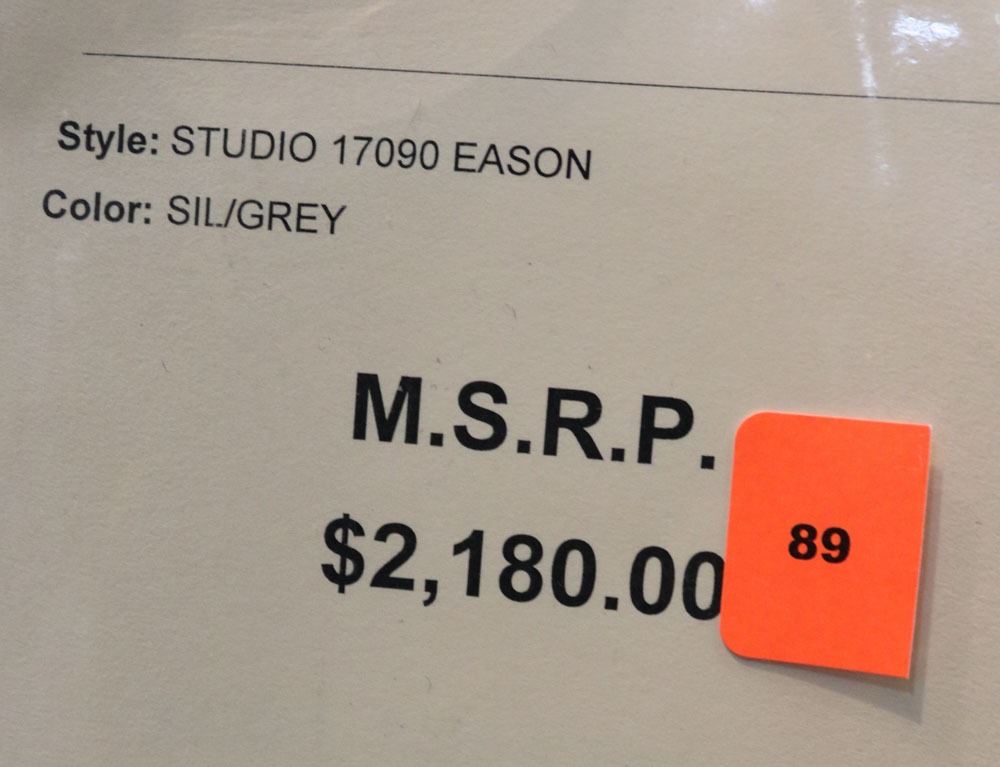 Style: STUDIO 17090 EASON
Color: SIL/GREY
M.S.R.P.
$2,180.00
89